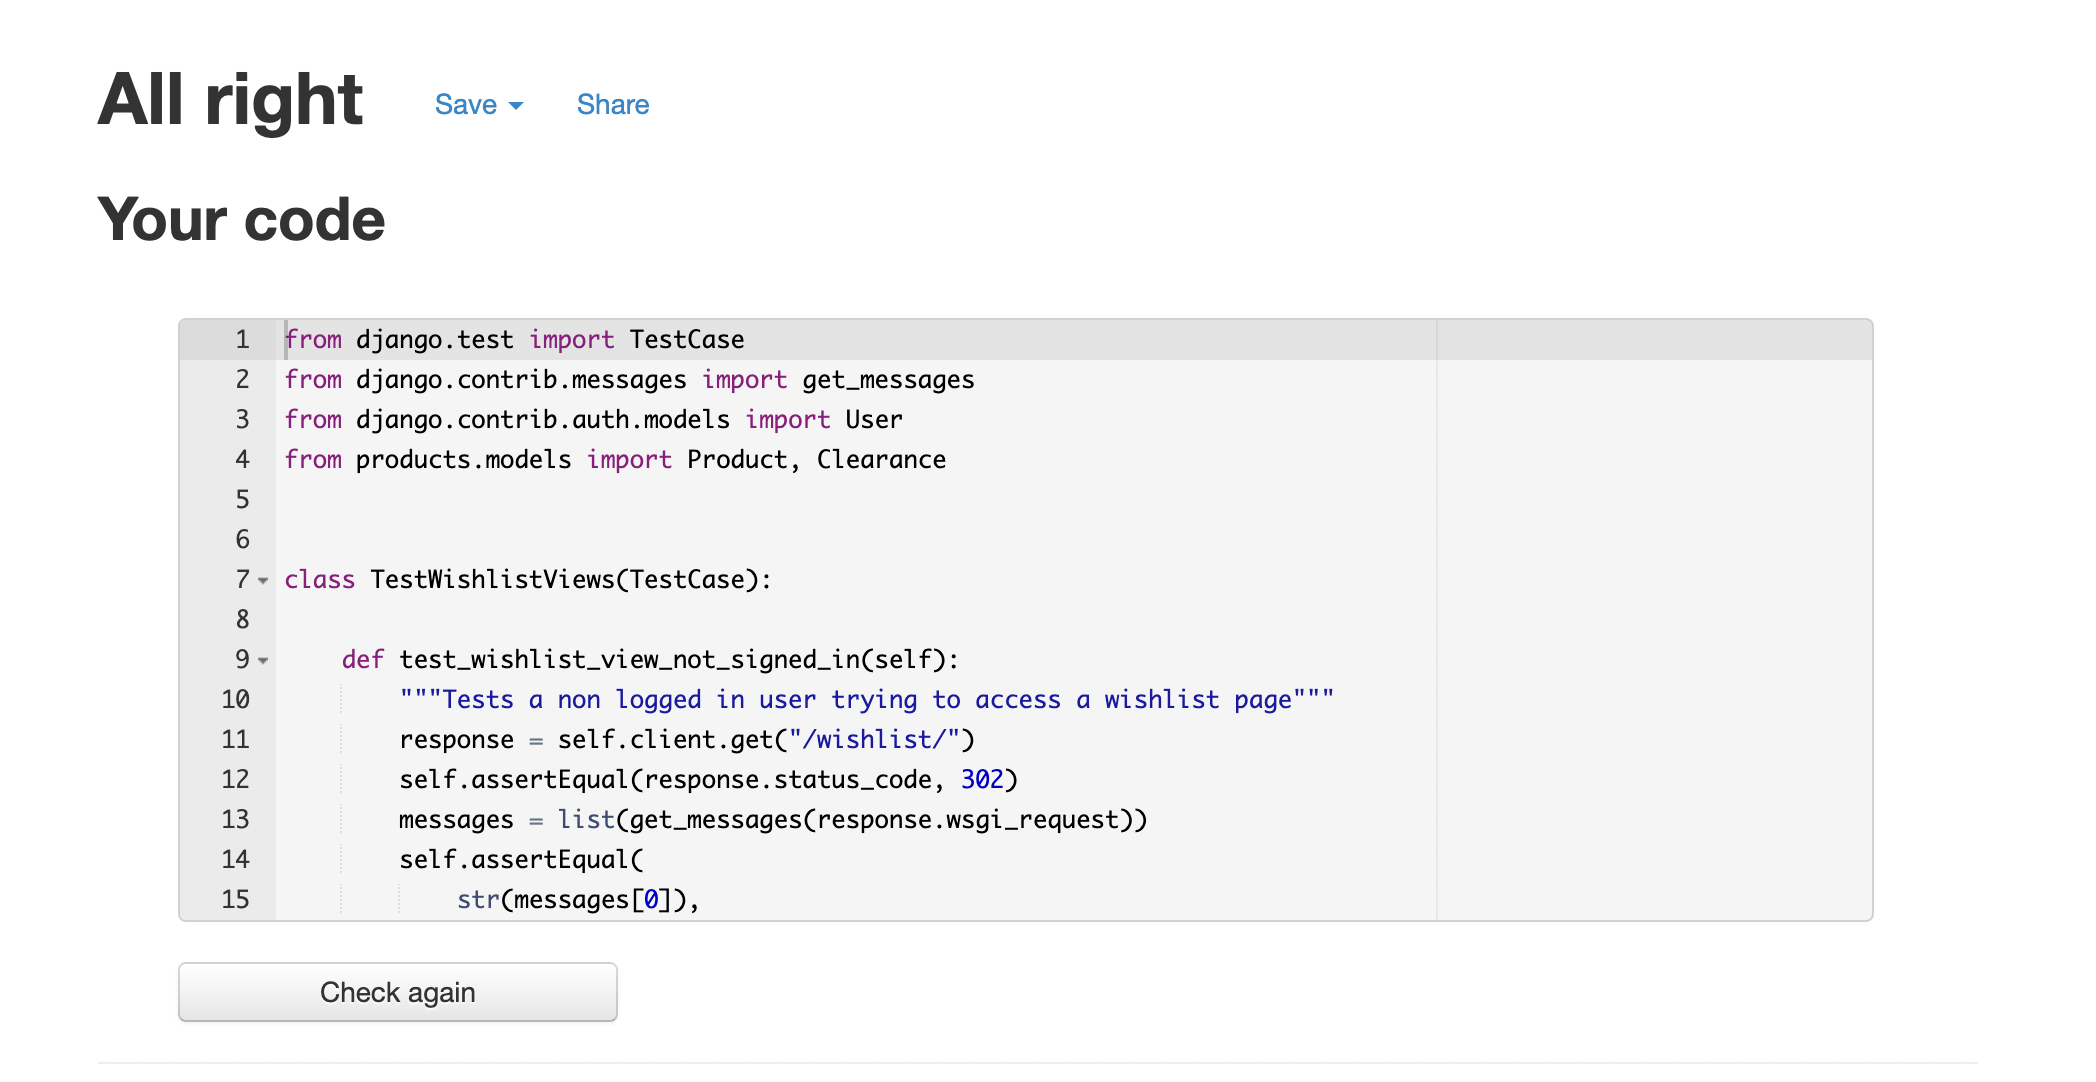 All right
Save
Share
Your code
1 from django.test import TestCase
2 from django.contrib.messages import get_messages
3 from django.contrib.auth.models import User
4 from products.models import Product, Clearance
5
6
7 class TestWishlistViews(TestCase):
8
9     def test_wishlist_view_not_signed_in(self):
10         """Tests a non logged in user trying to access a wishlist page"""
11         response = self.client.get("/wishlist/")
12         self.assertEqual(response.status_code, 302)
13         messages = list(get_messages(response.wsgi_request))
14         self.assertEqual(
15             str(messages[0]),
Check again